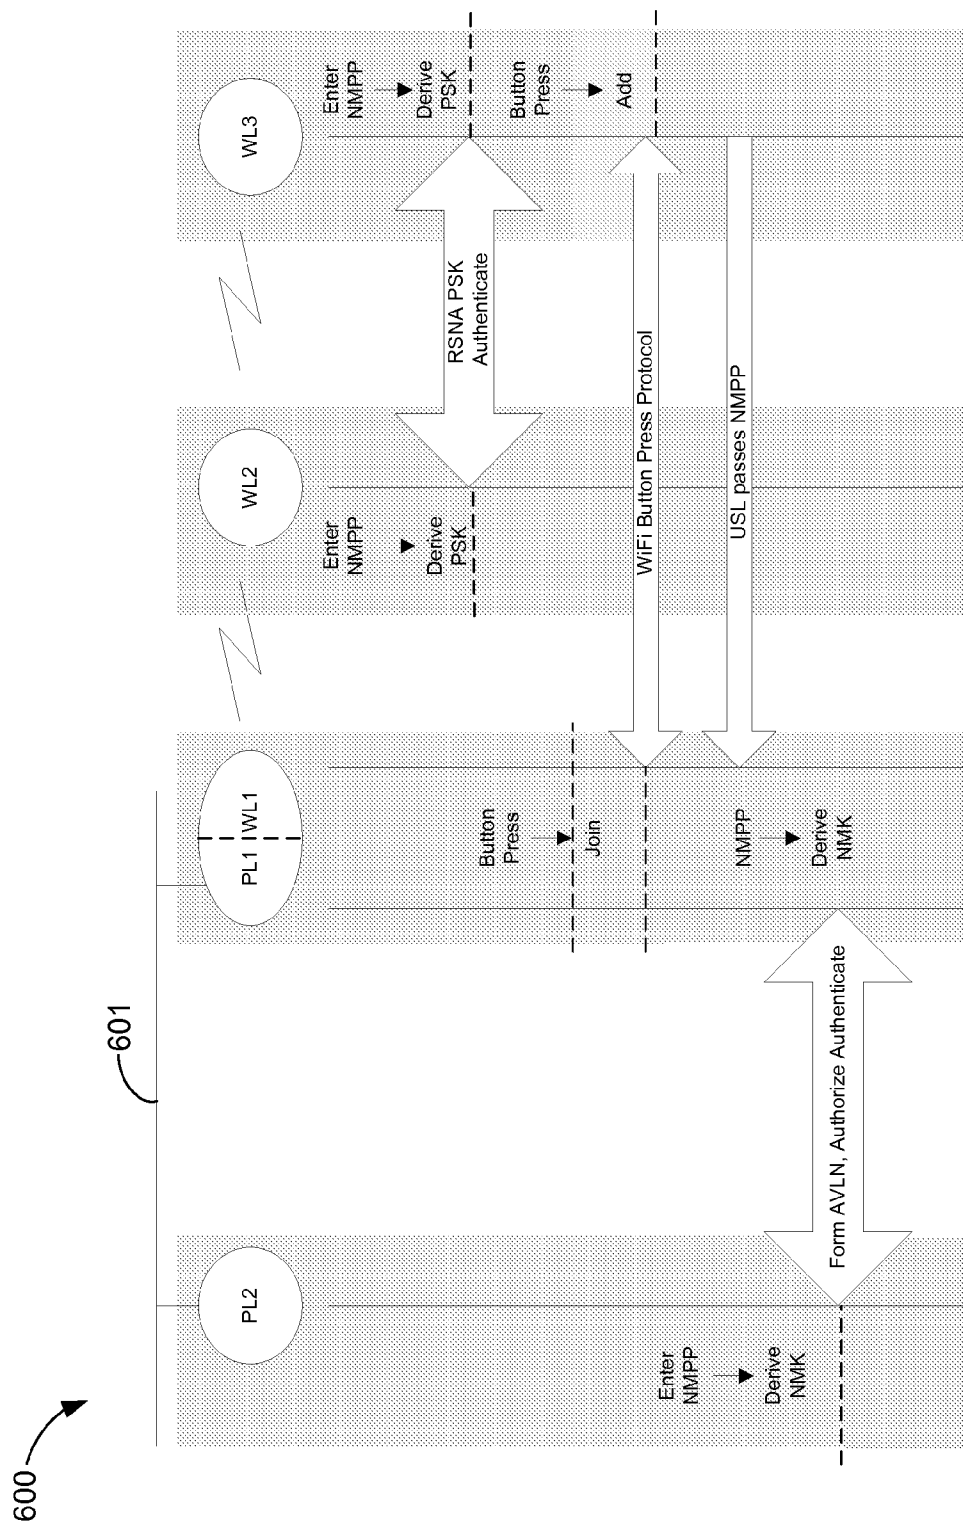 600
601
PL2
PL1
WL1
WL2
WL3
Enter
NMPP
Derive
PSK
Enter
NMPP
Derive
PSK
RSNA PSK
Authenticate
Button
Press
Join
Button
Press
Add
WiFi Button Press Protocol
USL passes NMPP
Enter
NMPP
Derive
NMK
NMPP
Derive
NMK
Form AVLN, Authorize Authenticate